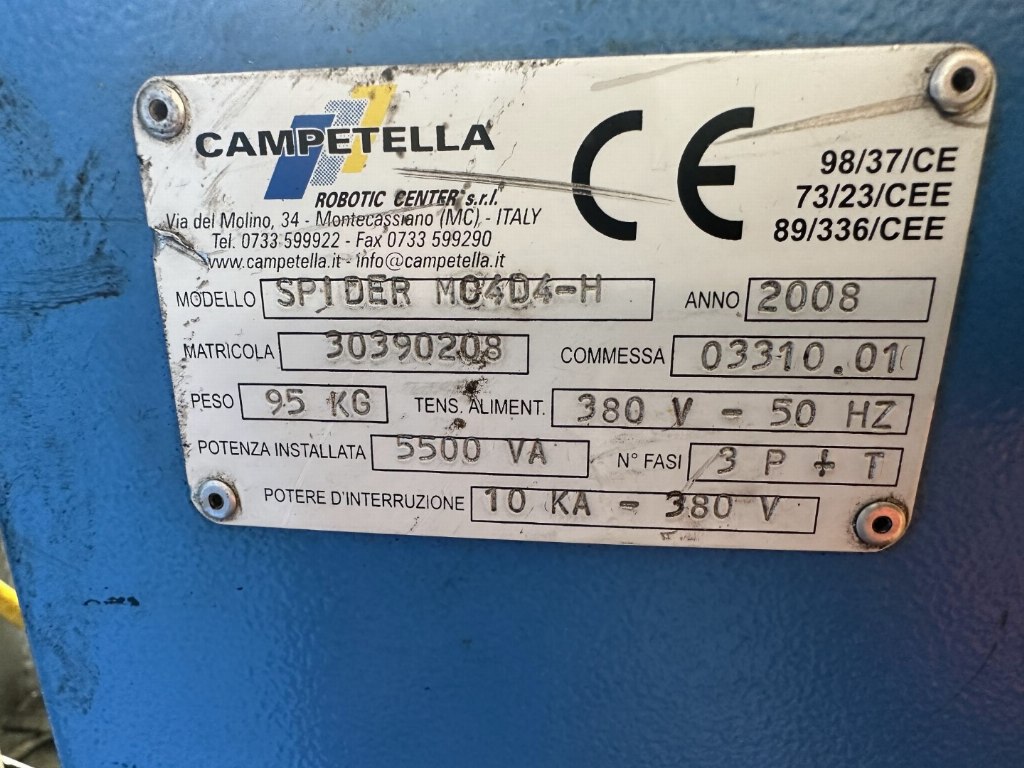 CAMPETELLA
ROBOTIC CENTER s.r.l.
Via del Molino, 34 - Montecassiano (MC) - ITALY
Tel. 0733 599922 - Fax 0733 599290
www.campetella.it - info@campetella.it
CE
98/37/CE
73/23/CEE
89/336/CEE
MODELLO SPIDER MC4D4-H ANNO 2008
MATRICOLA 30390208 COMMESSA 03310.01
PESO 95 KG TENS. ALIMENT. 380 V - 50 HZ
POTENZA INSTALLATA 5500 VA N° FASI 3 P + T
POTERE D'INTERRUZIONE 10 KA - 380 V